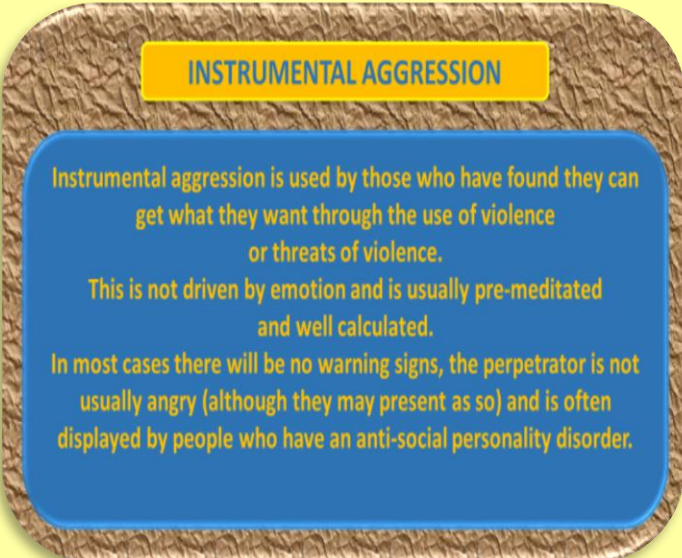 INSTRUMENTAL AGGRESSION
Instrumental aggression is used by those who have found they can
get what they want through the use of violence
or threats of violence.
This is not driven by emotion and is usually pre-meditated
and well calculated.
In most cases there will be no warning signs, the perpetrator is not
usually angry (although they may present as so) and is often
displayed by people who have an anti-social personality disorder.